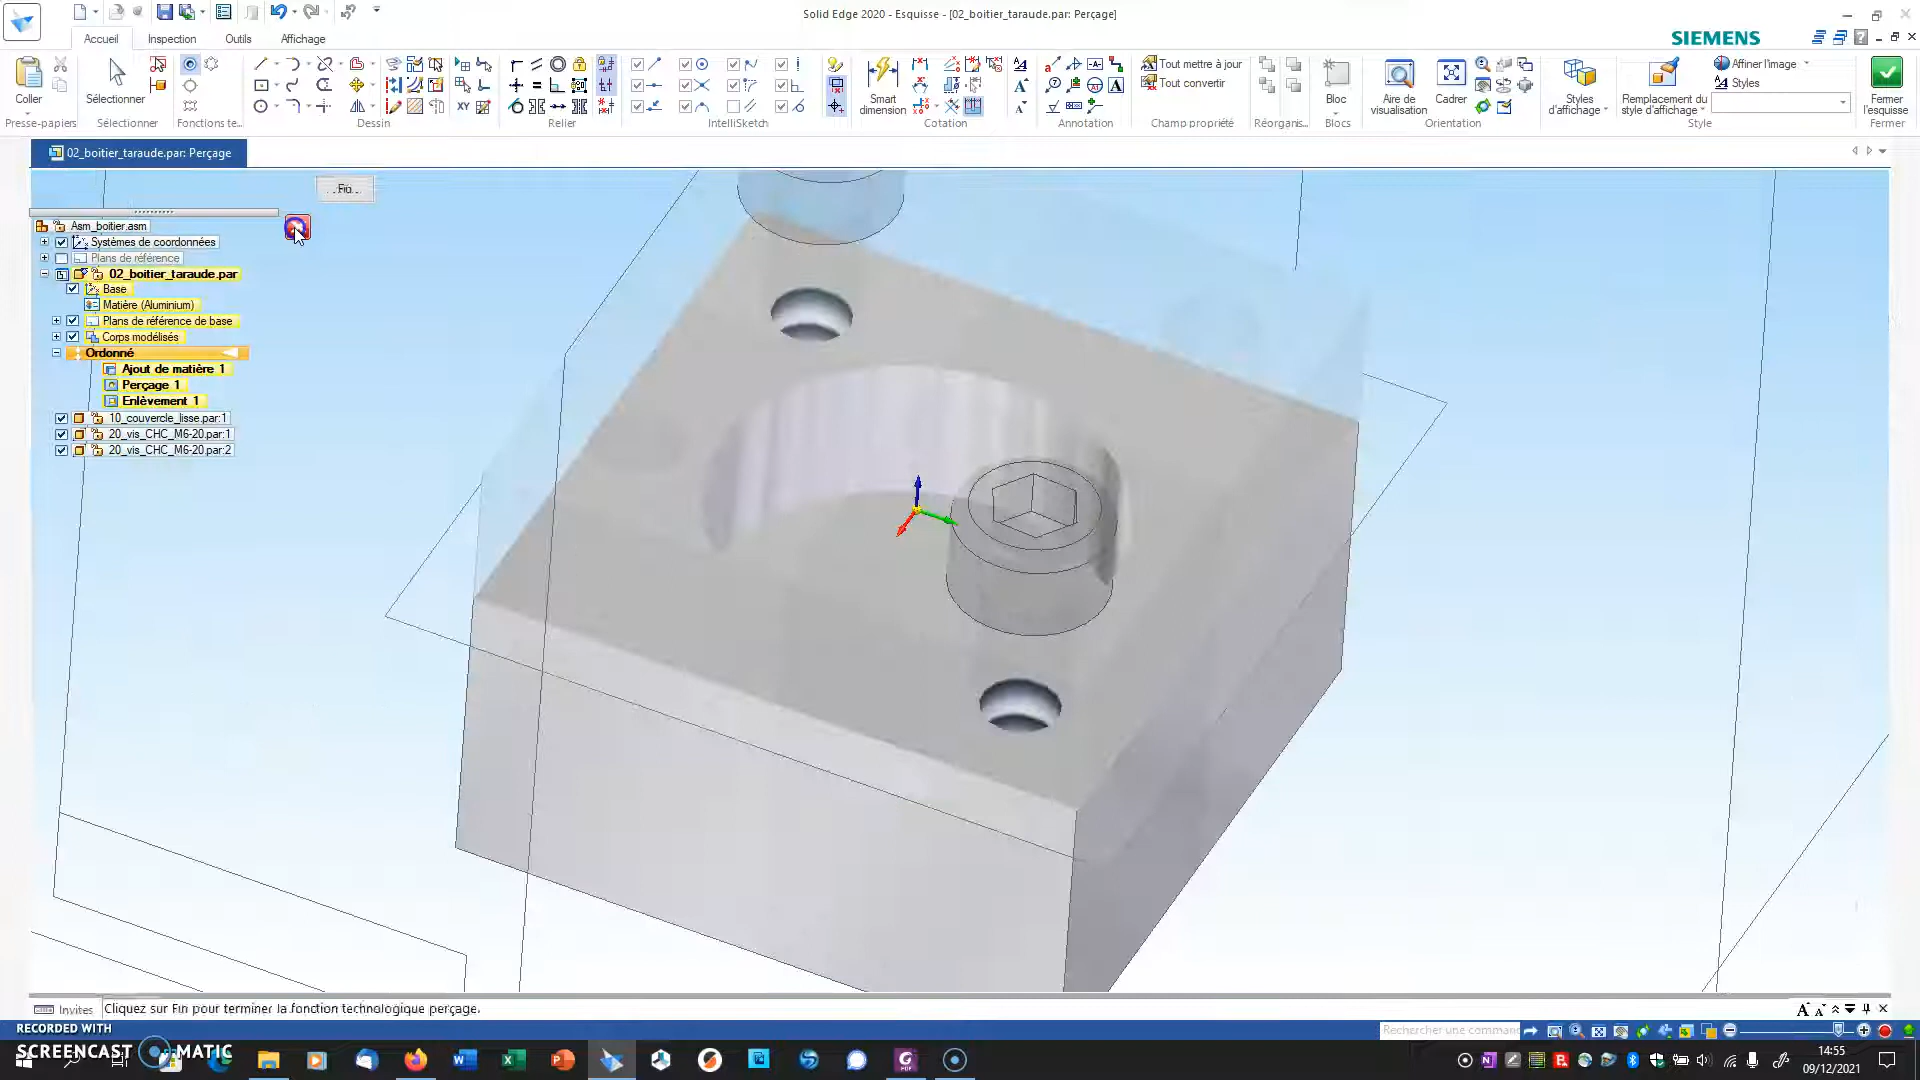 Solid Edge 2020 - Esquisse - [02_boitier_taraude.par: Perçage]
Accueil
Inspection
Outils
Affichage
SIEMENS
Coller
Presse-papiers
Sélectionner
Sélectionner
Fonctions te...
Dessin
XY
Relier
IntelliSketch
Smart
dimension
Cotation
Annotation
Tout mettre à jour
Tout convertir
Champ propriété
Réorganis...
Bloc
Blocs
Aire de
visualisation
Cadrer
Orientation
Styles
d'affichage
Remplacement du
style d'affichage
Affiner l'image
Styles
Style
Fermer
l'esquisse
Fermer
02_boitier_taraude.par: Perçage
Fin
Asm_boitier.asm
Systèmes de coordonnées
Plans de référence
02_boitier_taraude.par
Base
Matière (Aluminium)
Plans de référence de base
Corps modélisés
Ordonné
Ajout de matière 1
Perçage 1
Enlèvement 1
10_couvercle_lisse.par:1
20_vis_CHC_M6-20.par:1
20_vis_CHC_M6-20.par:2
Invites
Cliquez sur Fin pour terminer la fonction technologique perçage.
Rechercher une comman
RECORDED WITH
SCREENCAST MATIC
14:55
09/12/2021